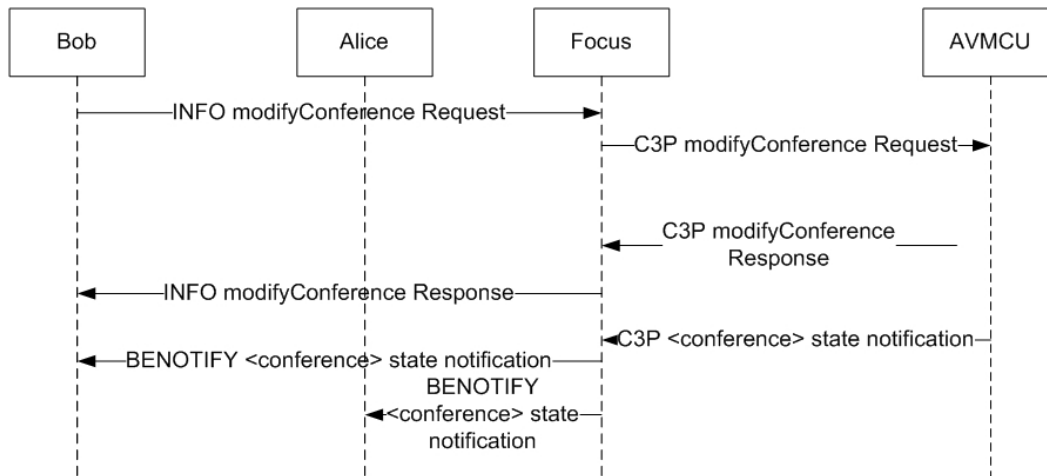 Bob
Alice
Focus
AVMCU
INFO modifyConference Request
C3P modifyConference Request
C3P modifyConference
Response
INFO modifyConference Response
C3P <conference> state notification
BENOTIFY <conference> state notification
BENOTIFY
<conference> state
notification